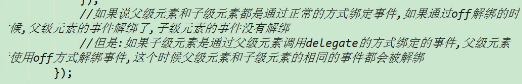 });
//如果说父级元素和子级元素都是通过正常的方式绑定事件,如果通过off解绑的时
候,父级元素的事件解绑了,子级元素的事件没有解绑
//但是:如果子级元素是通过父级元素调用delegate的方式绑定的事件,父级元素
使用off方式解绑事件,这个时候父级元素和子级元素的相同的事件都会被解绑
});